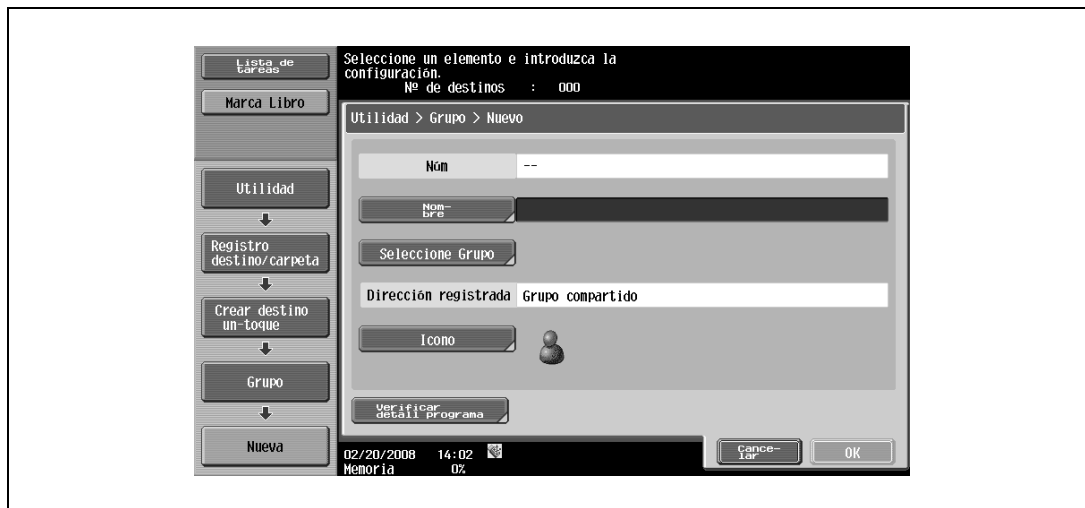 Lista de
tareas
Marca Libro
Utilidad
Registro
destino/carpeta
Crear destino
un-toque
Grupo
Nueva
Seleccione un elemento e introduzca la
configuración.
Nº de destinos : 000
Utilidad > Grupo > Nuevo
Núm --
Nom-
bre
Seleccione Grupo
Dirección registrada Grupo compartido
Icono
Verificar
detall programa
02/20/2008 14:02
Memoria 0%
Cance-
lar
OK